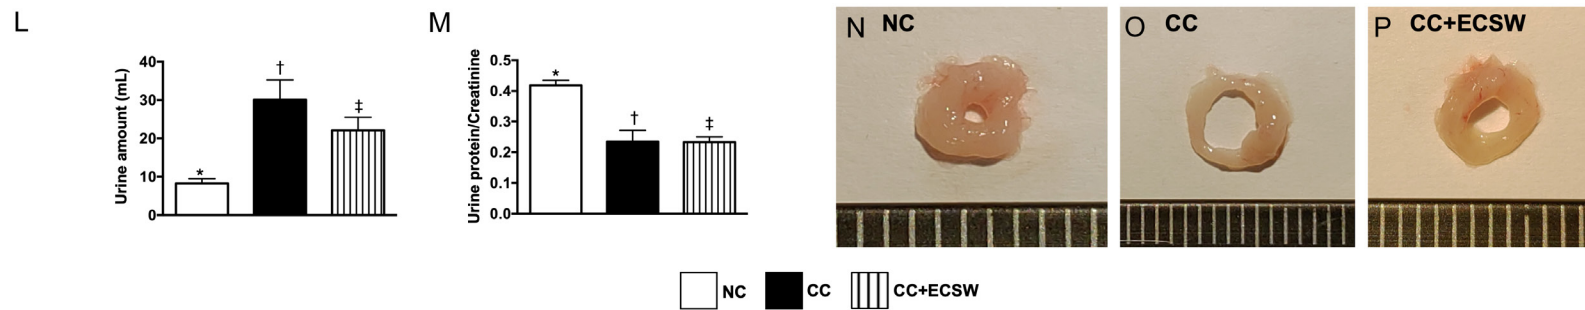 L
Urine amount (mL)
40
30
20
10
0
*
†
‡
M
Urine protein/Creatinine
0.5
0.4
0.3
0.2
0.1
0.0
*
†
‡
N NC
O CC
P CC+ECSW
NC CC CC+ECSW